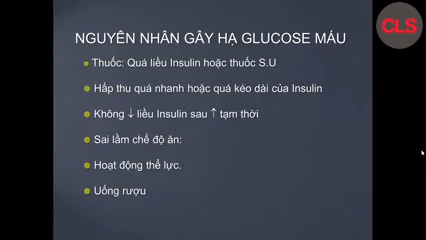 CLS
NGUYÊN NHÂN GÂY HẠ GLUCOSE MÁU
Thuốc: Quá liều Insulin hoặc thuốc S.U
Hấp thu quá nhanh hoặc quá kéo dài của Insulin
Không ↓ liều Insulin sau ↑ tạm thời
Sai lầm chế độ ăn:
Hoạt động thể lực.
Uống rượu